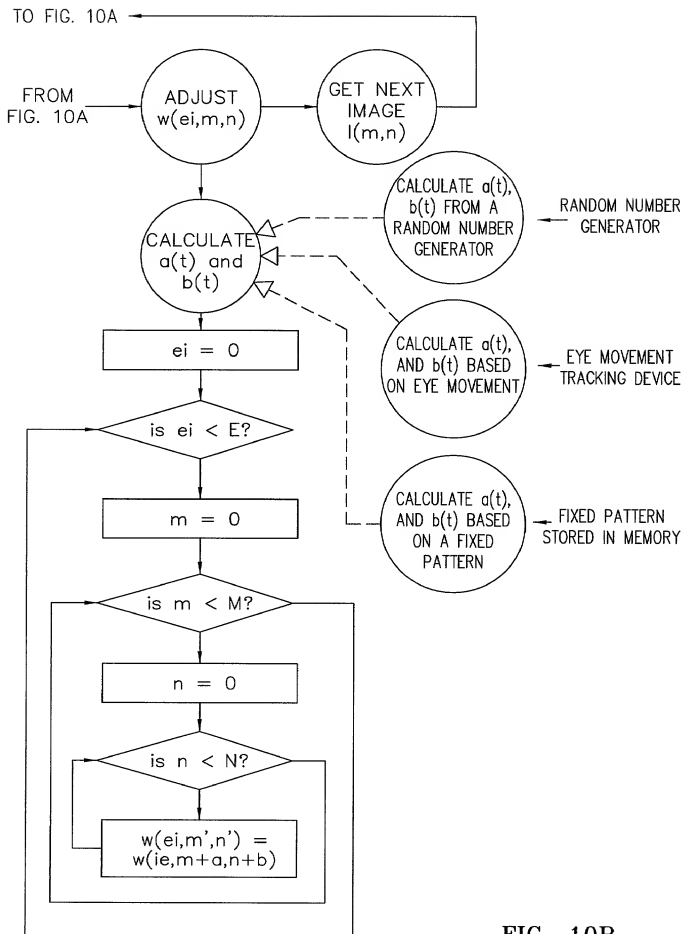 TO FIG. 10A
FROM
FIG. 10A
ADJUST
w(ei,m,n)
GET NEXT
IMAGE
I(m,n)
CALCULATE
a(t) and
b(t)
CALCULATE a(t),
b(t) FROM A
RANDOM NUMBER
GENERATOR
RANDOM NUMBER
GENERATOR
CALCULATE a(t),
AND b(t) BASED
ON EYE MOVEMENT
EYE MOVEMENT
TRACKING DEVICE
CALCULATE a(t),
AND b(t) BASED
ON A FIXED
PATTERN
FIXED PATTERN
STORED IN MEMORY
ei = 0
is ei < E?
m = 0
is m < M?
n = 0
is n < N?
w(ei,m',n') =
w(ie,m+a,n+b)
FIG. 10B